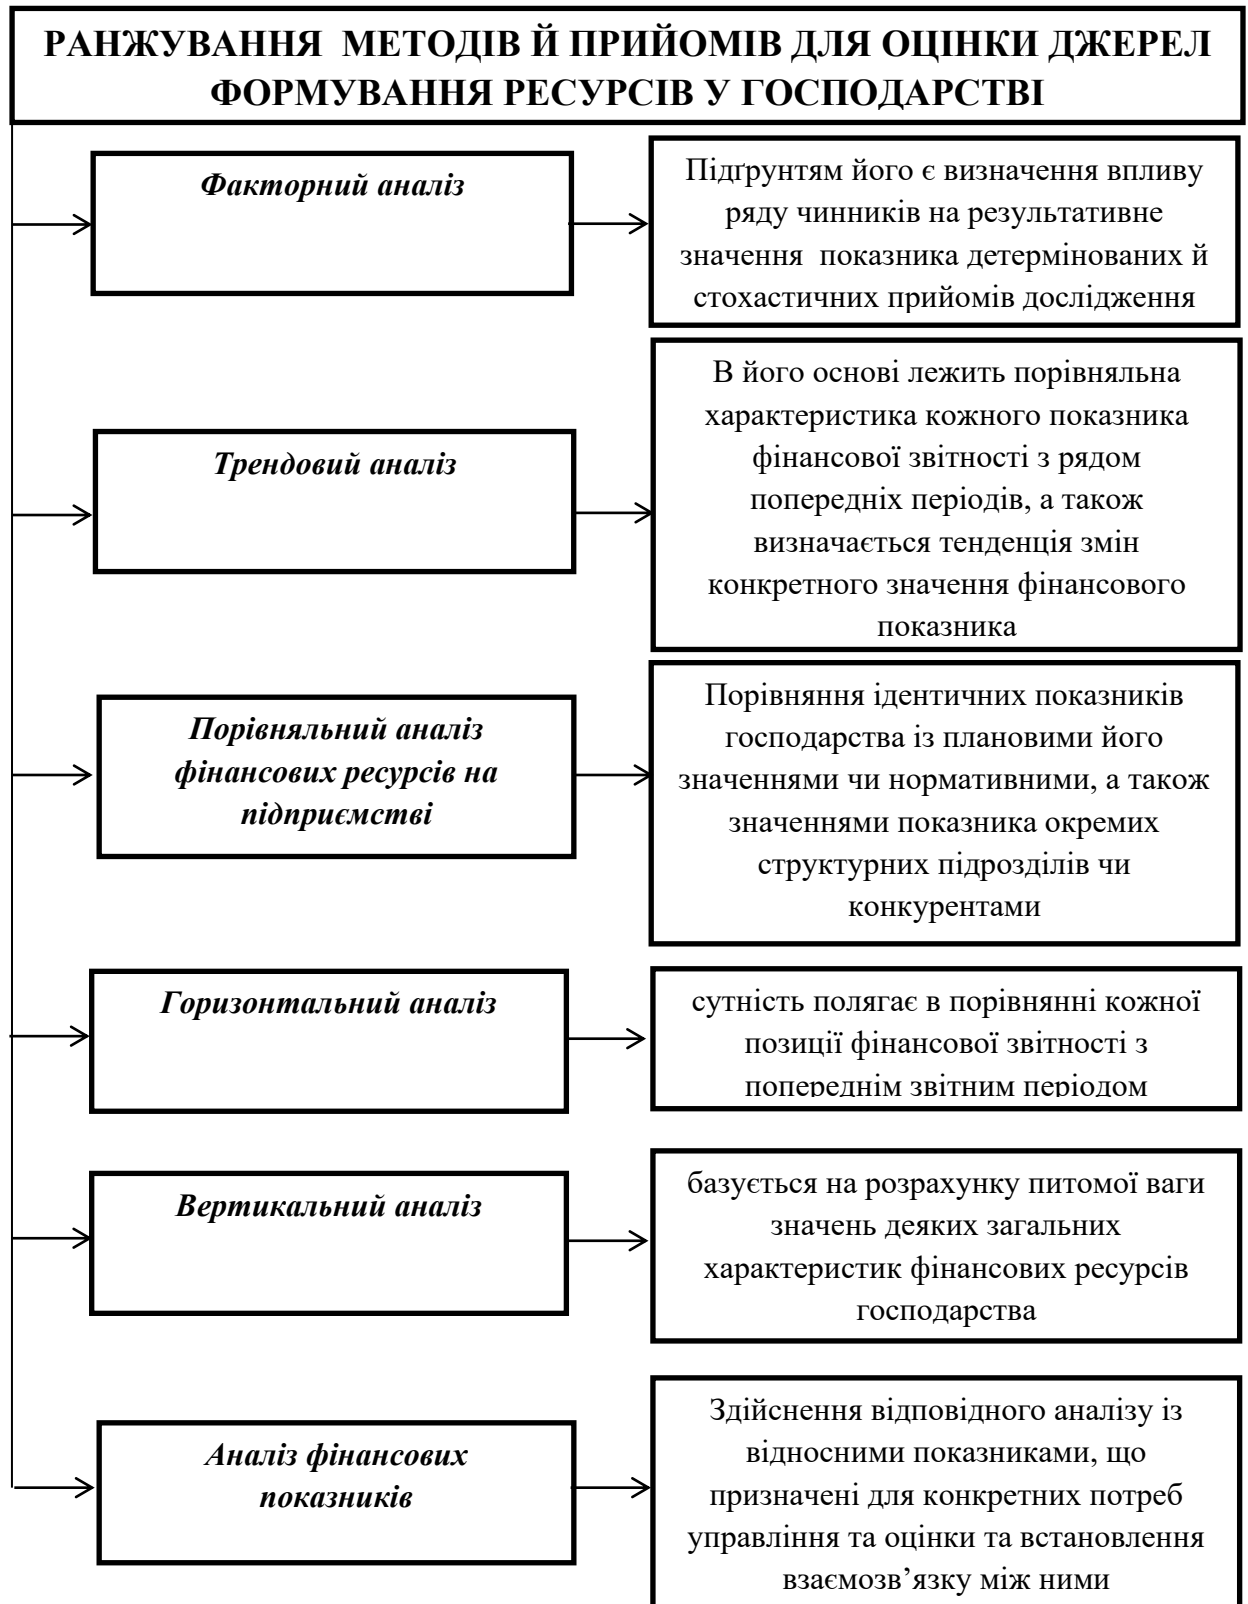 РАНЖУВАННЯ МЕТОДІВ Й ПРИЙОМІВ ДЛЯ ОЦІНКИ ДЖЕРЕЛ
ФОРМУВАННЯ РЕСУРСІВ У ГОСПОДАРСТВІ
Факторний аналіз
Підґрунтям його є визначення впливу
ряду чинників на результативне
значення показника детермінованих й
стохастичних прийомів дослідження
Трендовий аналіз
В його основі лежить порівняльна
характеристика кожного показника
фінансової звітності з рядом
попередніх періодів, а також
визначається тенденція змін
конкретного значення фінансового
показника
Порівняльний аналіз
фінансових ресурсів на
підприємстві
Порівняння ідентичних показників
господарства із плановими його
значеннями чи нормативними, а також
значеннями показника окремих
структурних підрозділів чи
конкурентами
Горизонтальний аналіз
сутність полягає в порівнянні кожної
позиції фінансової звітності з
попереднім звітним періодом
Вертикальний аналіз
базується на розрахунку питомої ваги
значень деяких загальних
характеристик фінансових ресурсів
господарства
Аналіз фінансових
показників
Здійснення відповідного аналізу із
відносними показниками, що
призначені для конкретних потреб
управління та оцінки та встановлення
взаємозв’язку між ними